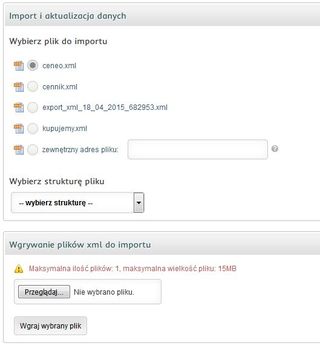 Import i aktualizacja danych
Wybierz plik do importu
ceneo.xml
cennik.xml
export_xml_18_04_2015_682953.xml
kupujemy.xml
zewnętrzny adres pliku:
Wybierz strukturę pliku
-- wybierz strukturę --
Wgrywanie plików xml do importu
Maksymalna ilość plików: 1, maksymalna wielkość pliku: 15MB
Przeglądaj... Nie wybrano pliku.
Wgraj wybrany plik